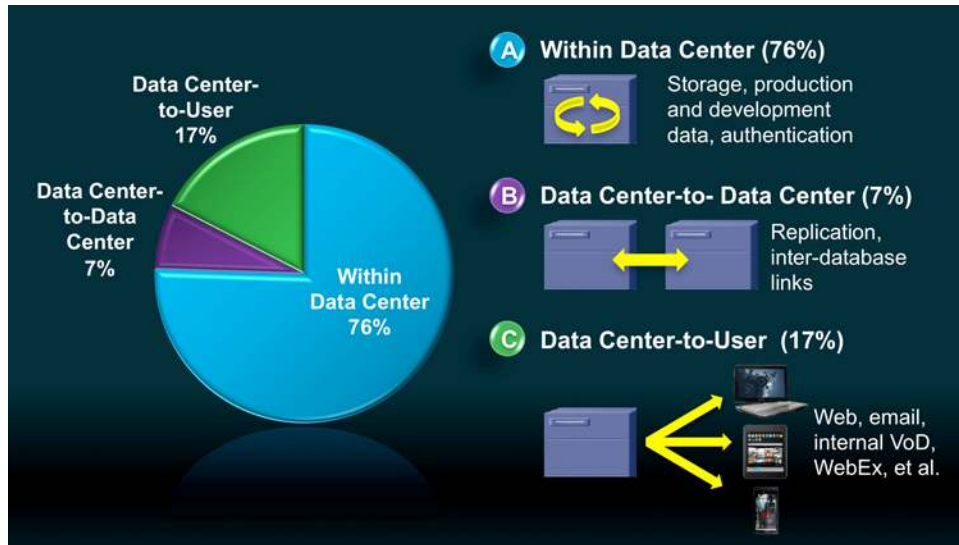 Data Center-
to-User
17%
Data Center-
to-Data
Center
7%
Within
Data Center
76%
A Within Data Center (76%)
Storage, production
and development
data, authentication
B Data Center-to- Data Center (7%)
Replication,
inter-database
links
C Data Center-to-User (17%)
Web, email,
internal VoD,
WebEx, et al.